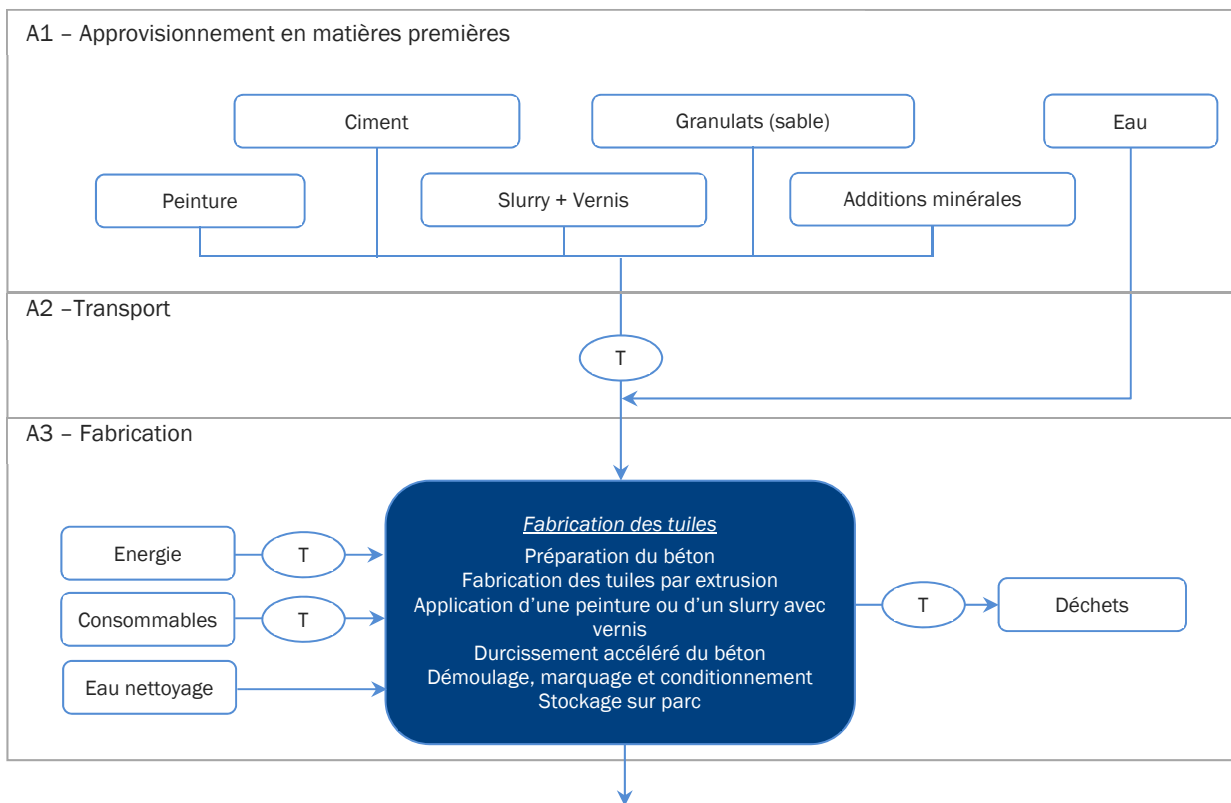 A1 – Approvisionnement en matières premières
Ciment
Granulats (sable)
Eau
Peinture
Slurry + Vernis
Additions minérales
A2 –Transport
T
A3 – Fabrication
Fabrication des tuiles
Préparation du béton
Fabrication des tuiles par extrusion
Application d'une peinture ou d'un slurry avec
vernis
Durcissement accéléré du béton
Démoulage, marquage et conditionnement
Stockage sur parc
Energie
T
Consommables
T
Eau nettoyage
T
Déchets